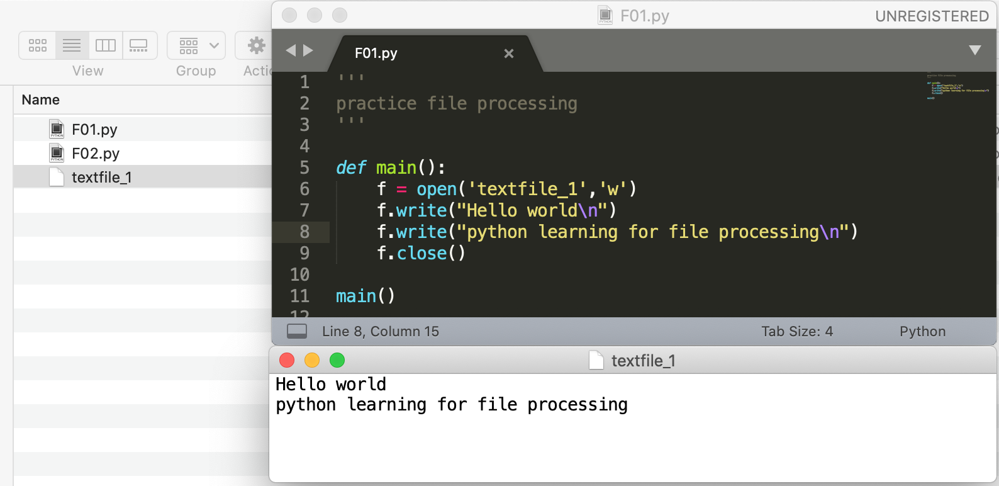 View
Group
Actio
Name
F01.py
F02.py
textfile_1
F01.py
UNREGISTERED
F01.py
1 '''
2 practice file processing
3 '''
4
5 def main():
6 f = open('textfile_1','w')
7 f.write("Hello world\n")
8 f.write("python learning for file processing\n")
9 f.close()
10
11 main()
12
Line 8, Column 15
Tab Size: 4
Python
textfile_1
Hello world
python learning for file processing